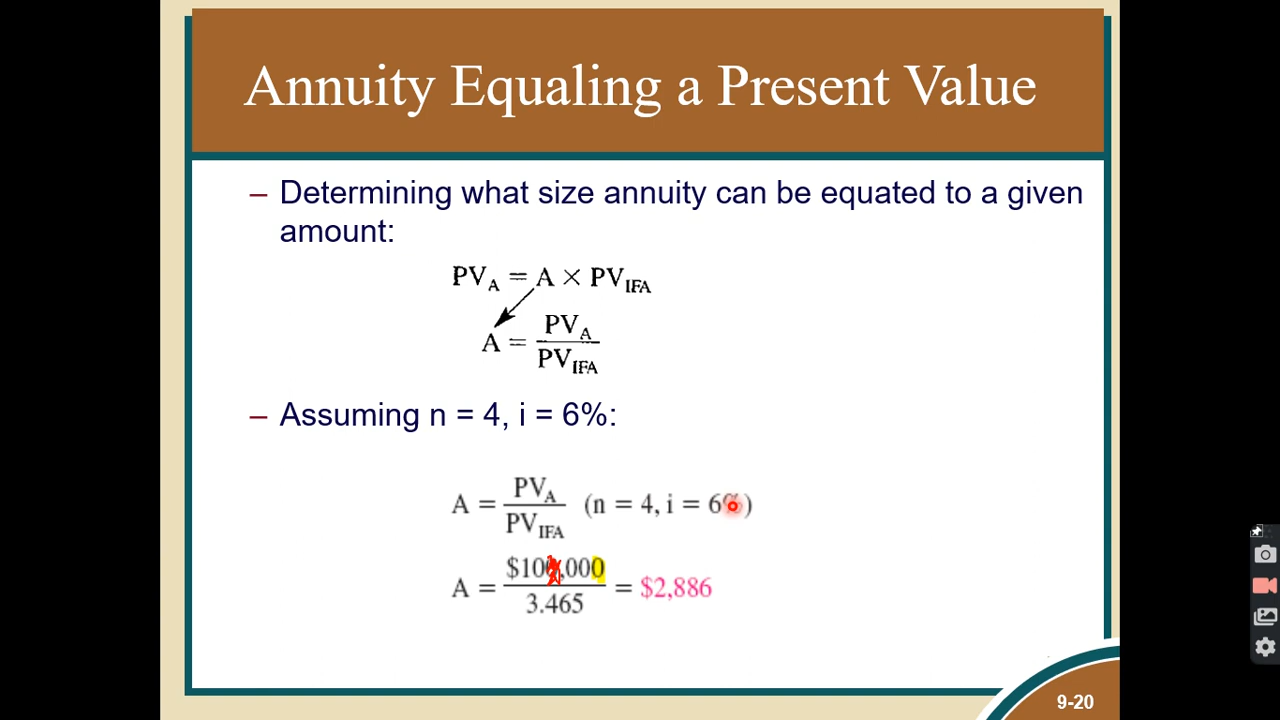 Annuity Equaling a Present Value
– Determining what size annuity can be equated to a given
amount:
PV_A = A × PV_IFA
A = PV_A / PV_IFA
– Assuming n = 4, i = 6%:
A = PV_A / PV_IFA (n = 4, i = 6%)
A = $100,000 / 3.465 = $2,886
9-20